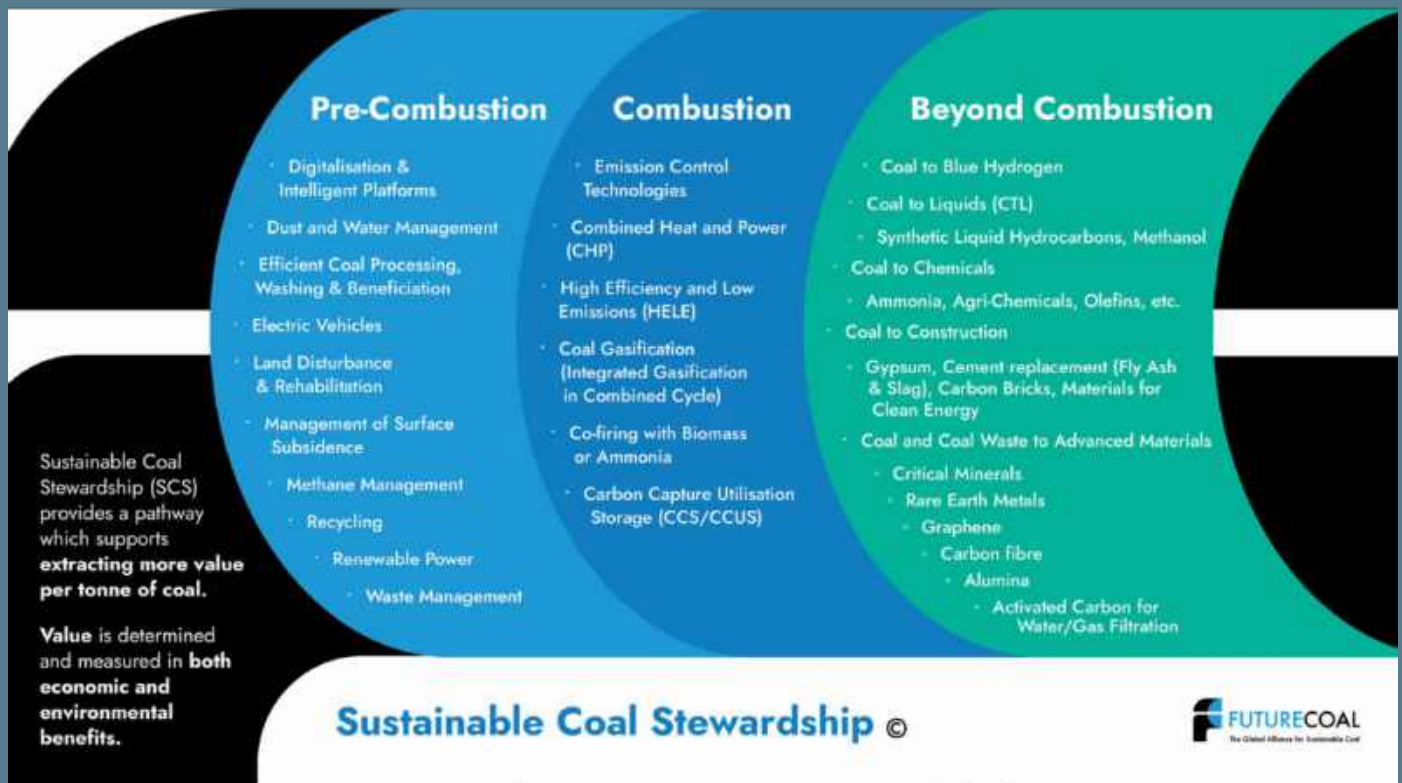 Pre-Combustion
Digitalisation &
Intelligent Platforms
Dust and Water Management
Efficient Coal Processing,
Washing & Beneficiation
Electric Vehicles
Land Disturbance
& Rehabilitation
Management of Surface
Subsidence
Methane Management
Recycling
Renewable Power
Waste Management
Combustion
Emission Control
Technologies
Combined Heat and Power
(CHP)
High Efficiency and Low
Emissions (HELE)
Coal Gasification
(Integrated Gasification
in Combined Cycle)
Co-firing with Biomass
or Ammonia
Carbon Capture Utilisation
Storage (CCS/CCUS)
Beyond Combustion
Coal to Blue Hydrogen
Coal to Liquids (CTL)
Synthetic Liquid Hydrocarbons, Methanol
Coal to Chemicals
Ammonia, Agri-Chemicals, Olefins, etc.
Coal to Construction
Gypsum, Cement replacement (Fly Ash
& Slag), Carbon Bricks, Materials for
Clean Energy
Coal and Coal Waste to Advanced Materials
Critical Minerals
Rare Earth Metals
Graphene
Carbon fibre
Alumina
Activated Carbon for
Water/Gas Filtration
Sustainable Coal
Stewardship (SCS)
provides a pathway
which supports
extracting more value
per tonne of coal.
Value is determined
and measured in both
economic and
environmental
benefits.
Sustainable Coal Stewardship ©
FUTURECOAL
The Global Alliance for Sustainable Coal